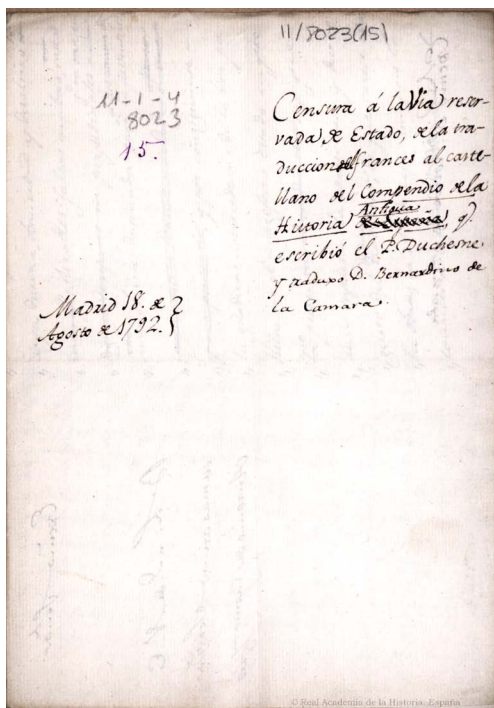 11/8023(15)
11-1-4
8023
15.
Censura á la Via reser-
vada de Estado, de la tra-
duccion del frances al caste-
llano del Compendio de la
Historia Antigua, q.
escribió el P. Duchesne
y traduxo D. Bernardino de
la Camara.
Madrid 18. de
Agosto de 1792.
© Real Academia de la Historia. España